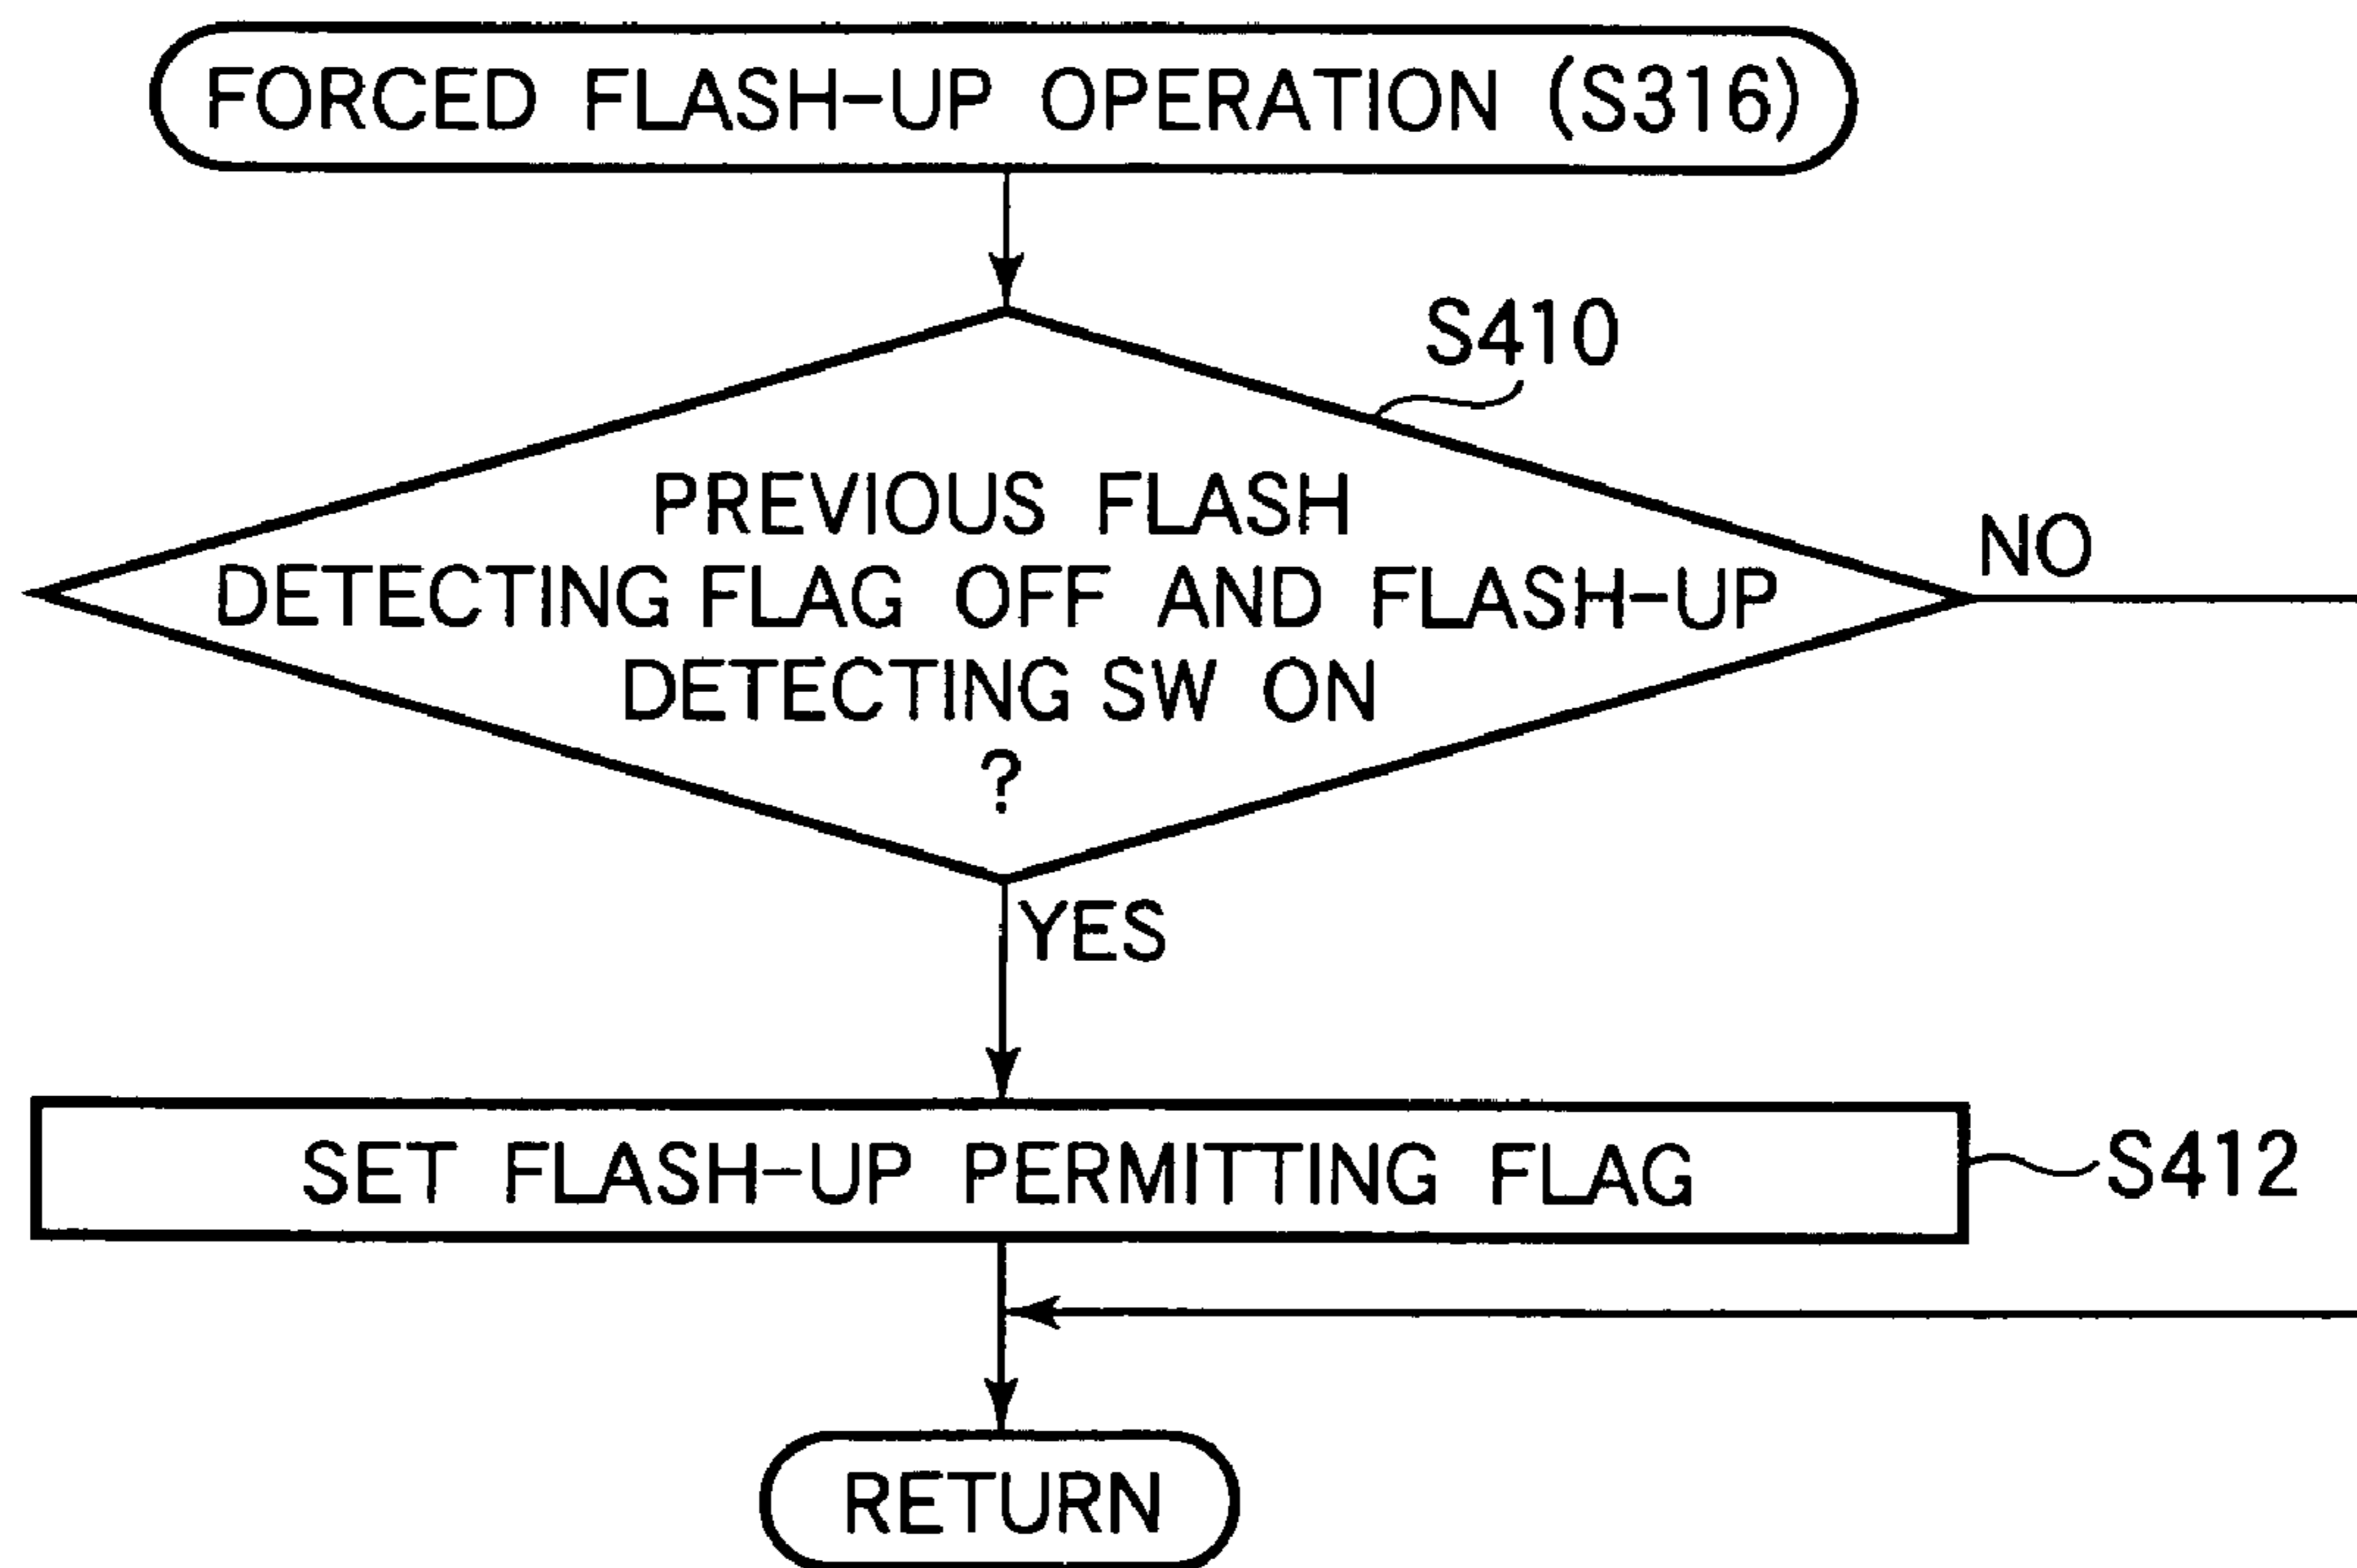 FORCED FLASH-UP OPERATION (S316)
S410
PREVIOUS FLASH
DETECTING FLAG OFF AND FLASH-UP
DETECTING SW ON
?
NO
YES
SET FLASH-UP PERMITTING FLAG
S412
RETURN